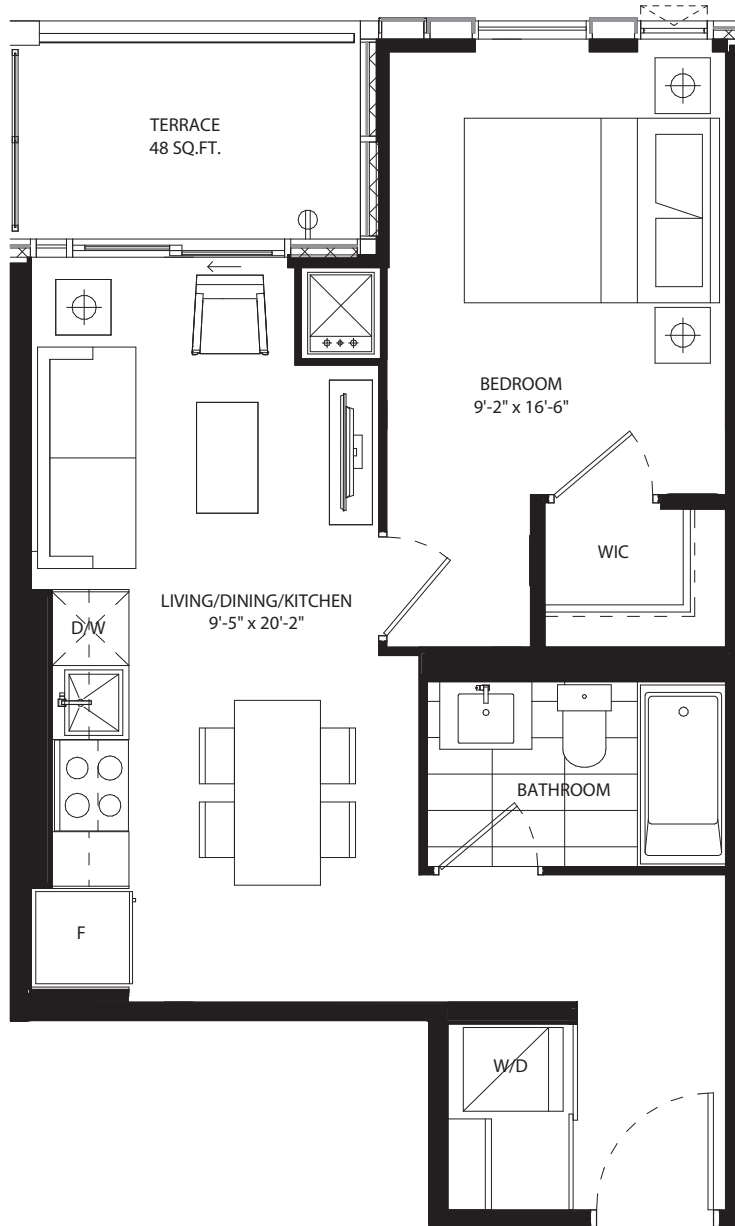 TERRACE
48 SQ.FT.
BEDROOM
9'-2" x 16'-6"
WIC
LIVING/DINING/KITCHEN
9'-5" x 20'-2"
D/W
BATHROOM
F
W/D